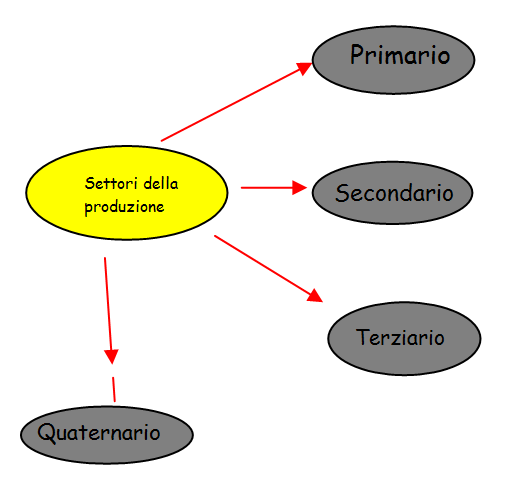 Primario
Settori della
produzione
Secondario
Terziario
Quaternario